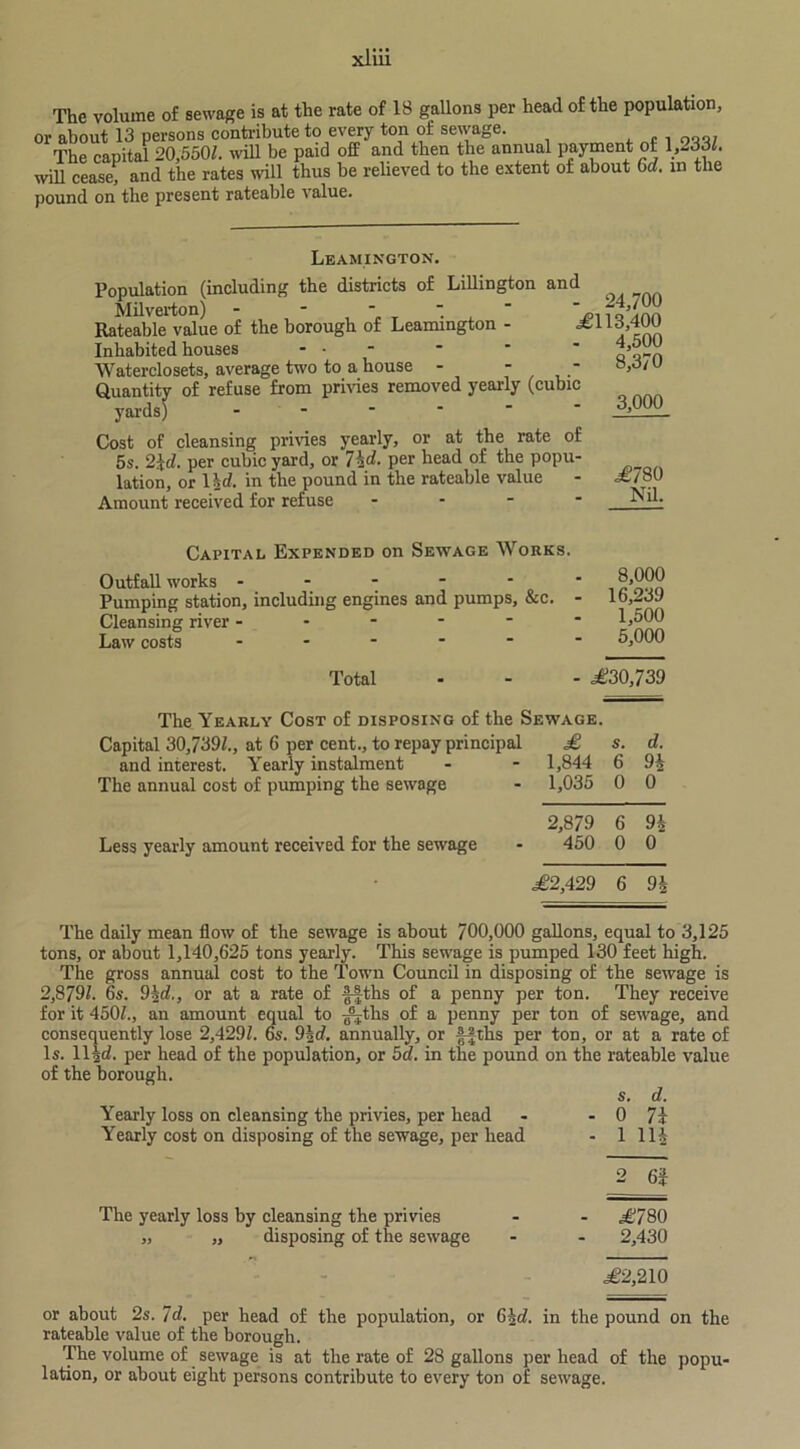 xliii
The volume of sewage is at the rate of 18 gallons per head of the population,
or about 13 persons contribute to every ton of sewage.
The capital 20,550l. will be paid off and then the annual payment of 1,233l.
will cease, and the rates will thus be relieved to the extent of about 6d. in the
pound on the present rateable value.
LEAMINGTON.
Population (including the districts of Lillington and
Milverton) - - - - - - 24,700
Rateable value of the borough of Leamington - £113,400
Inhabited houses - - - - - - 4,500
Waterclosets, average two to a house - - - 8,370
Quantity of refuse from privies removed yearly (cubic
yards) - - - - - - 3,000
Cost of cleansing privies yearly, or at the rate of
5s. 2¼d. per cubic yard, or 7½d. per head of the popu-
lation, or 1½d. in the pound in the rateable value - £780
Amount received for refuse - - - - Nil.
CAPITAL EXPENDED on SEWAGE WORKS.
Outfall works - - - - - - 8,000
Pumping station, including engines and pumps, &c. - 16,239
Cleansing river - - - - - - 1,500
Law costs - - - - - - 5,000
Total - - - £30,739
The YEARLY COST of DISPOSING of the SEWAGE.
Capital 30,739l., at 6 per cent., to repay principal £ s. d.
and interest. Yearly instalment - - 1,844 6 9½
The annual cost of pumping the sewage - 1,035 0 0
2,879 6 9½
Less yearly amount received for the sewage - 450 0 0
£2,429 6 9½
The daily mean flow of the sewage is about 700,000 gallons, equal to 3,125
tons, or about 1,140,625 tons yearly. This sewage is pumped 130 feet high.
The gross annual cost to the Town Council in disposing of the sewage is
2,879l. 6s. 9½d., or at a rate of ths of a penny per ton. They receive
for it 450l., an amount equal to ths of a penny per ton of sewage, and
consequently lose 2,429l. 6s. 9½d. annually, or ths per ton, or at a rate of
1s. 11½d. per head of the population, or 5d. in the pound on the rateable value
of the borough.
s. d.
Yearly loss on cleansing the privies, per head - - 0 7¼
Yearly cost on disposing of the sewage, per head - 1 11½
2 6¾
The yearly loss by cleansing the privies - - £780
„ „ disposing of the sewage - - 2,430
£2,210
or about 2s. 7d. per head of the population, or 6½d. in the pound on the
rateable value of the borough.
The volume of sewage is at the rate of 28 gallons per head of the popu-
lation, or about eight persons contribute to every ton of sewage.